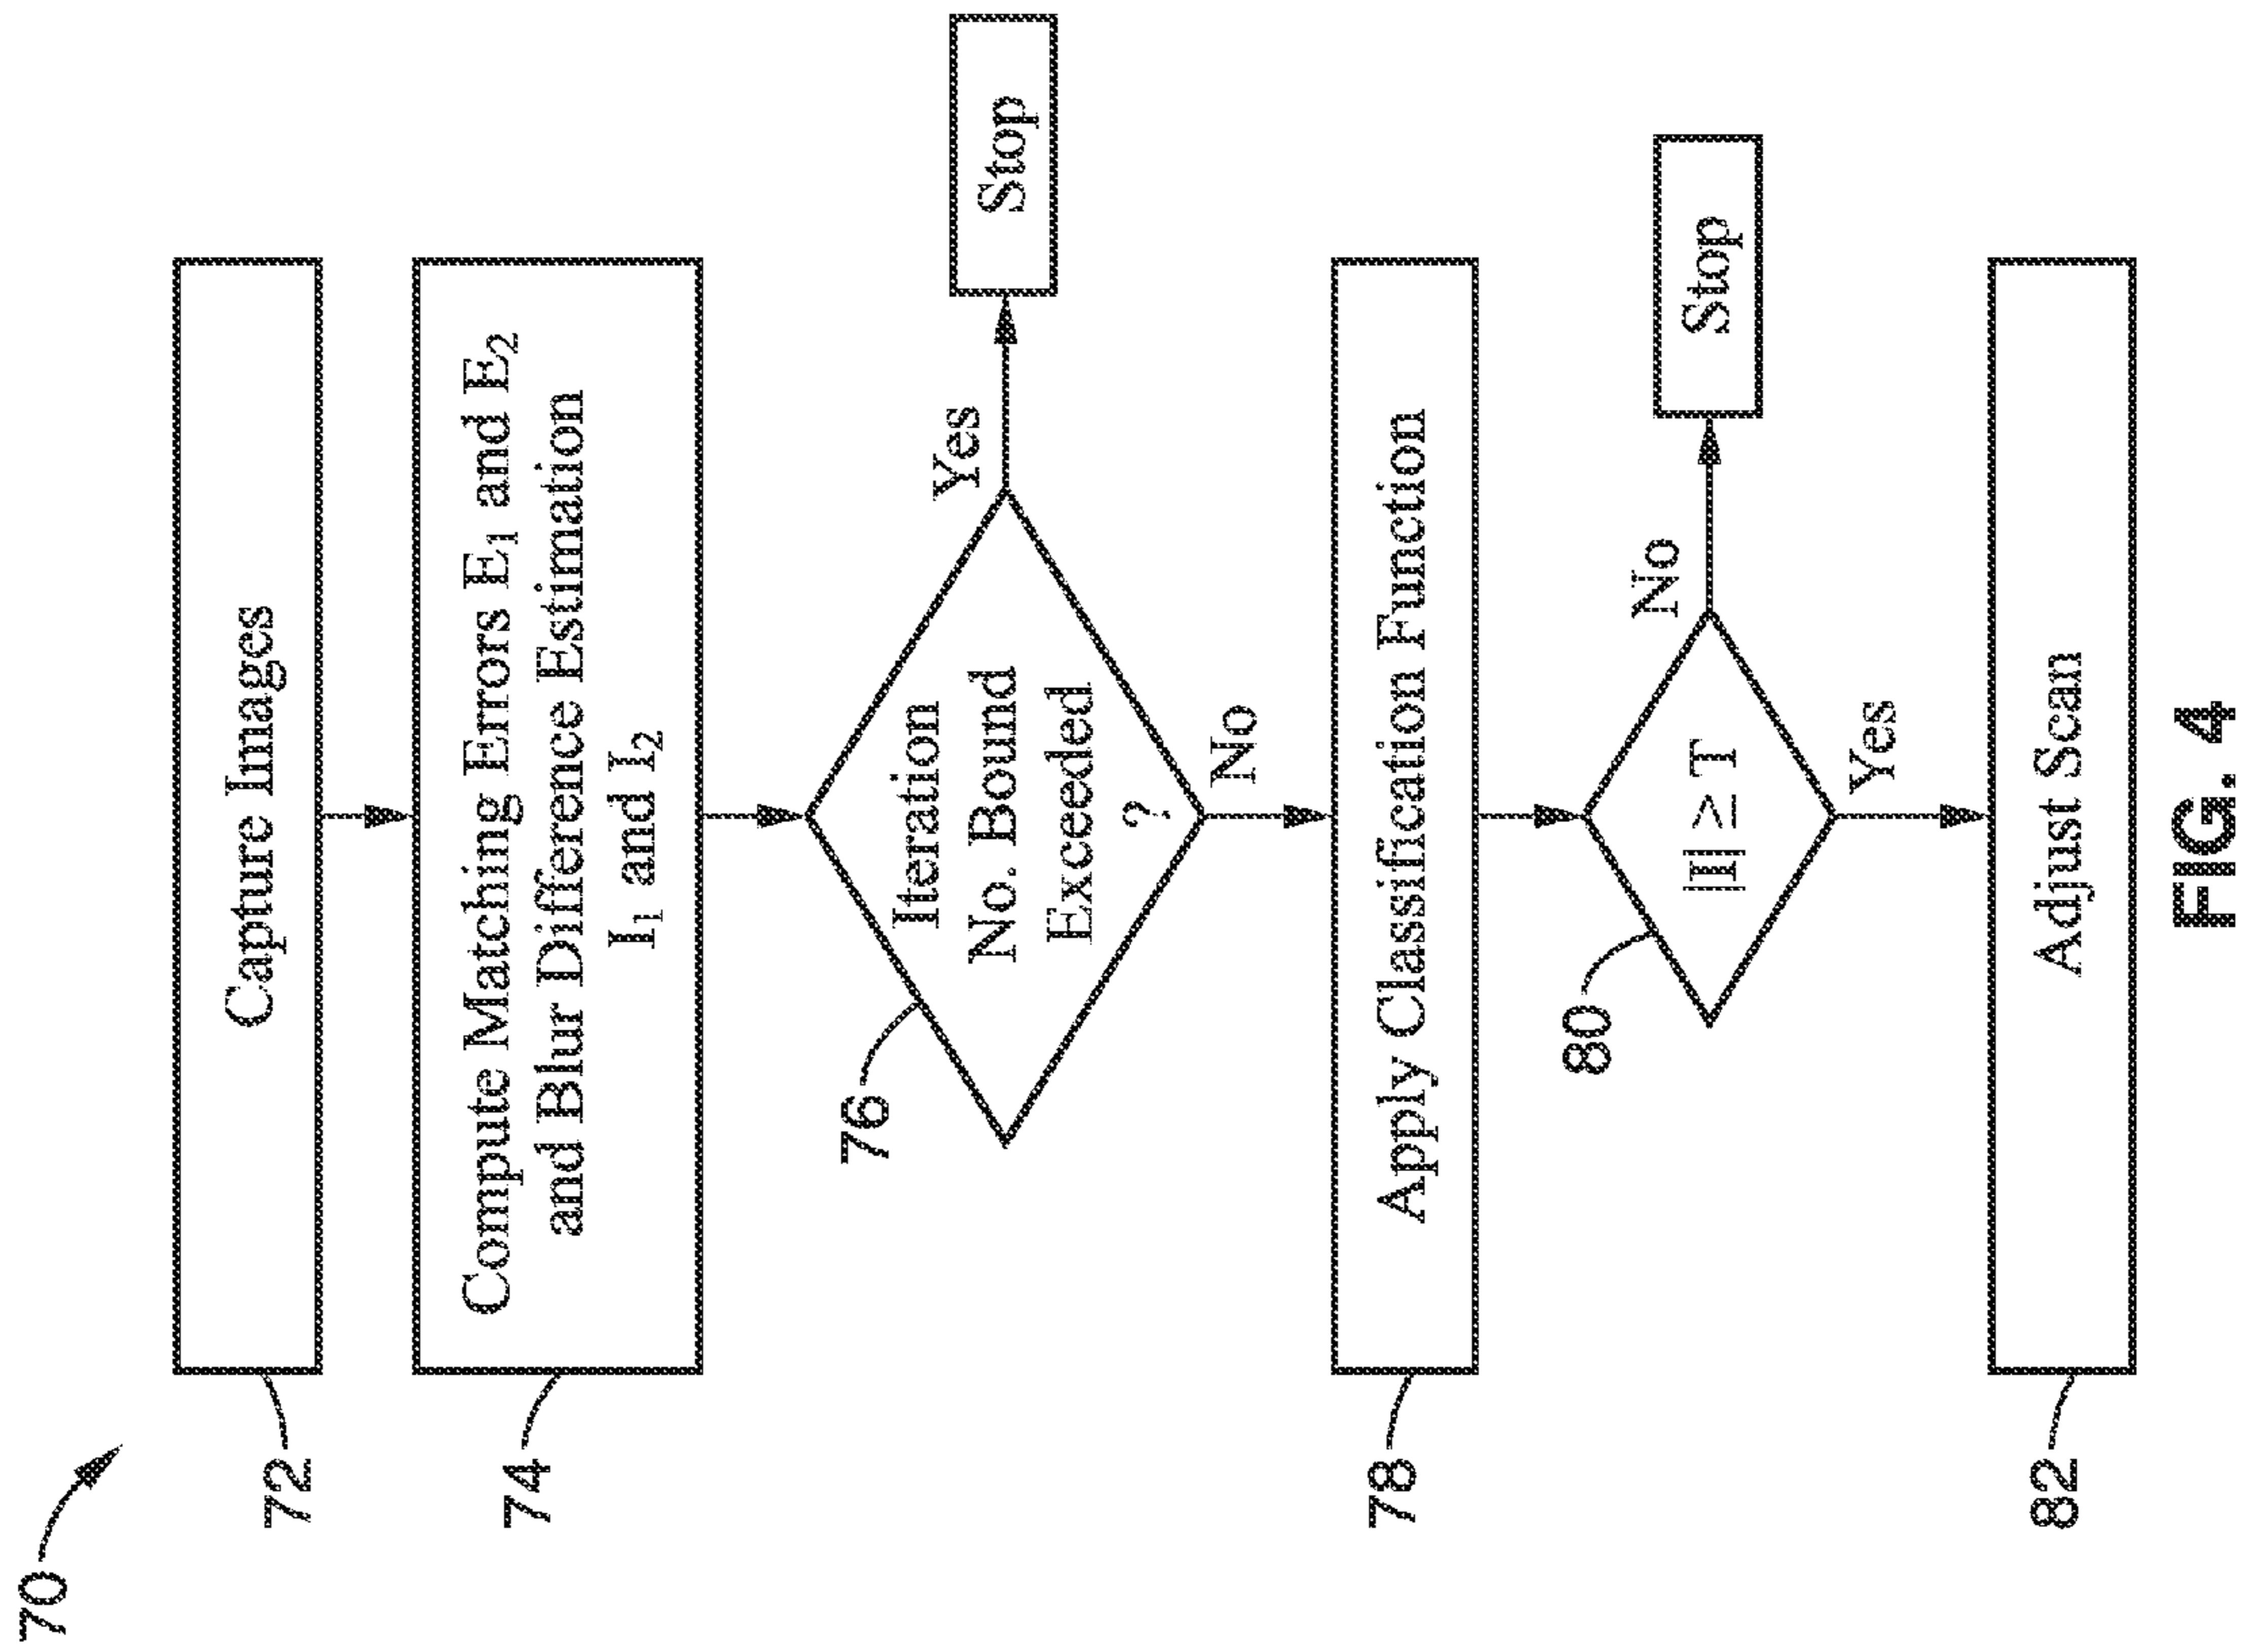 70
72
Capture Images
74
Compute Matching Errors E₁ and E₂
and Blur Difference Estimation
I₁ and I₂
76
Iteration
No. Bound
Exceeded
?
Yes
Stop
No
78
Apply Classification Function
80
|I| ≥ T
No
Stop
Yes
82
Adjust Scan
FIG. 4